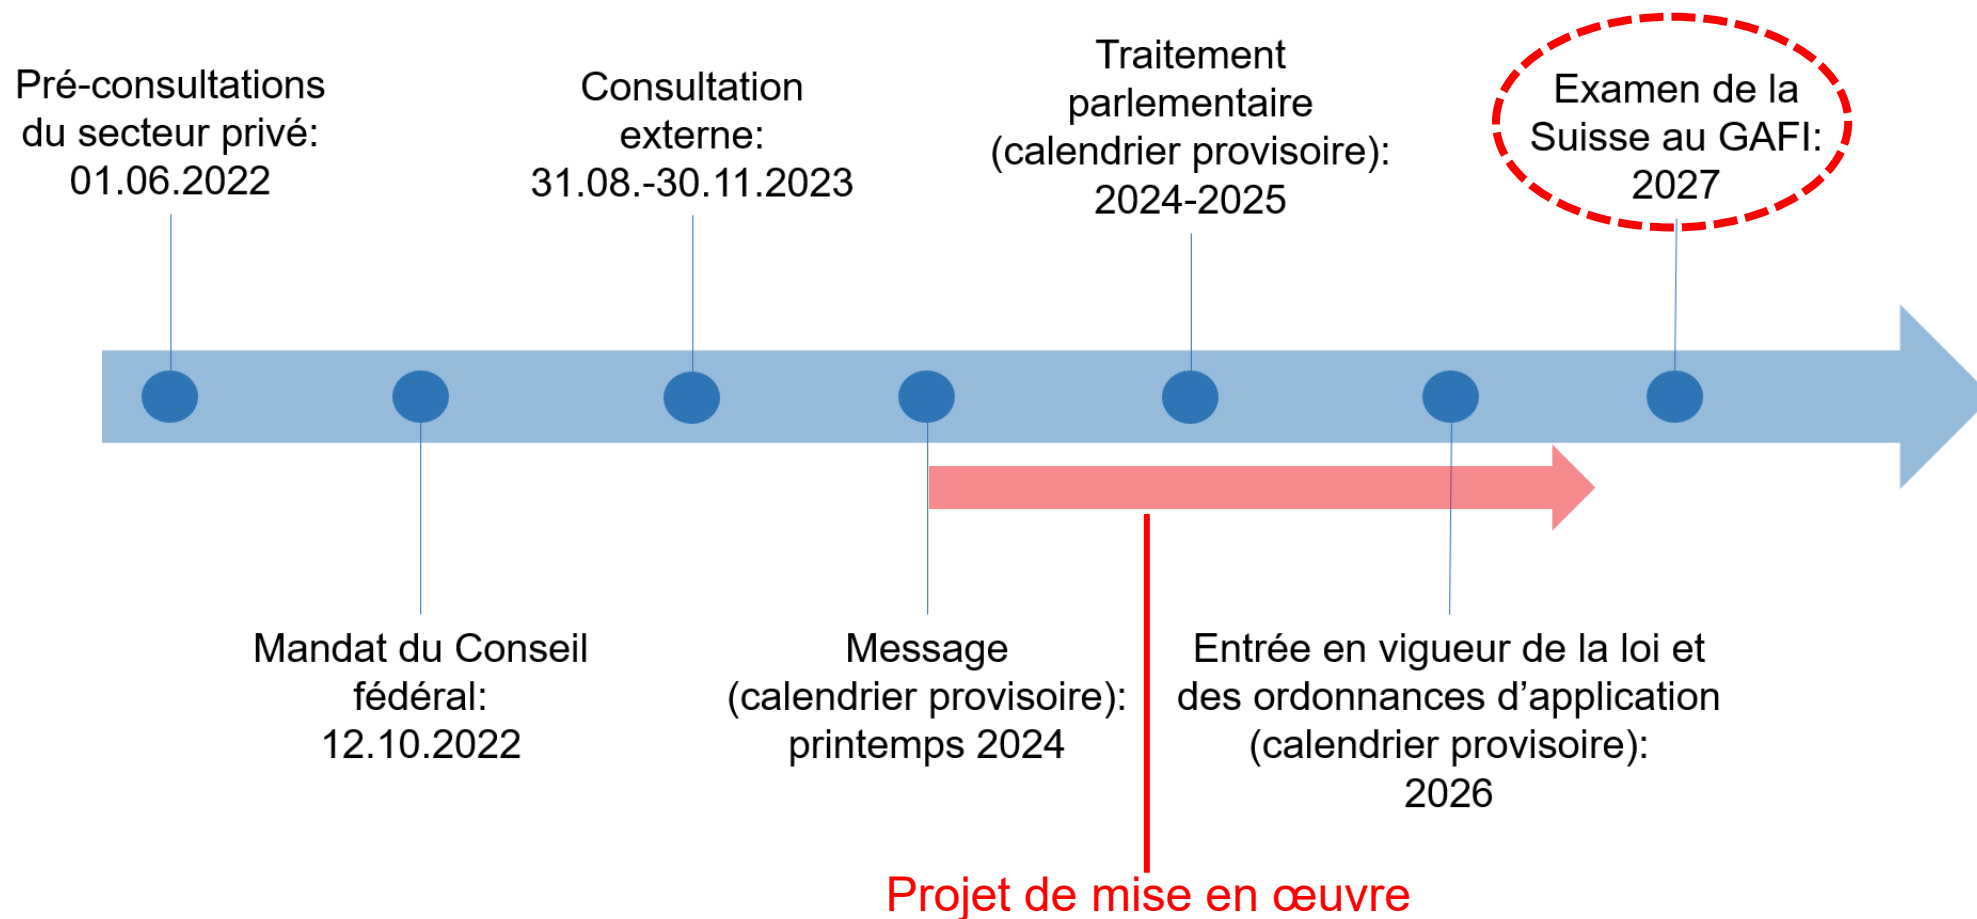 Pré-consultations
du secteur privé:
01.06.2022
Consultation
externe:
31.08.-30.11.2023
Traitement
parlementaire
(calendrier provisoire):
2024-2025
Examen de la
Suisse au GAFI:
2027
Mandat du Conseil
fédéral:
12.10.2022
Message
(calendrier provisoire):
printemps 2024
Entrée en vigueur de la loi et
des ordonnances d’application
(calendrier provisoire):
2026
Projet de mise en œuvre